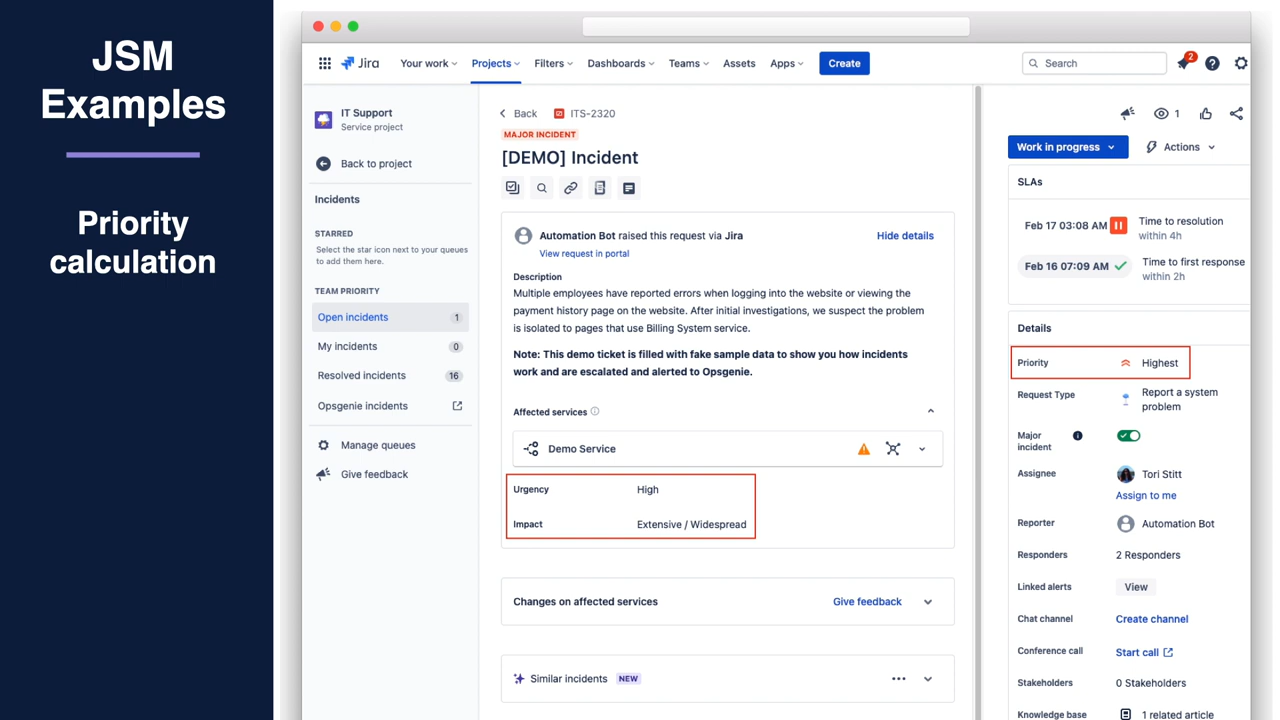 JSM
Examples
Priority
calculation
Jira
Your work
Projects
Filters
Dashboards
Teams
Assets
Apps
Create
Search
2
IT Support
Service project
Back to project
Incidents
STARRED
Select the star icon next to your queues
to add them here.
TEAM PRIORITY
Open incidents 1
My incidents 0
Resolved incidents 16
Opsgenie incidents
Manage queues
Give feedback
Back
ITS-2320
MAJOR INCIDENT
[DEMO] Incident
Automation Bot raised this request via Jira
Hide details
View request in portal
Description
Multiple employees have reported errors when logging into the website or viewing the
payment history page on the website. After initial investigations, we suspect the problem
is isolated to pages that use Billing System service.
Note: This demo ticket is filled with fake sample data to show you how incidents
work and are escalated and alerted to Opsgenie.
Affected services
Demo Service
Urgency High
Impact Extensive / Widespread
Changes on affected services
Give feedback
Similar incidents NEW
1
Work in progress
Actions
SLAs
Feb 17 03:08 AM
Time to resolution
within 4h
Feb 16 07:09 AM
Time to first response
within 2h
Details
Priority Highest
Request Type
Report a system
problem
Major
incident
Assignee Tori Stitt
Assign to me
Reporter Automation Bot
Responders 2 Responders
Linked alerts View
Chat channel Create channel
Conference call Start call
Stakeholders 0 Stakeholders
Knowledge base 1 related article